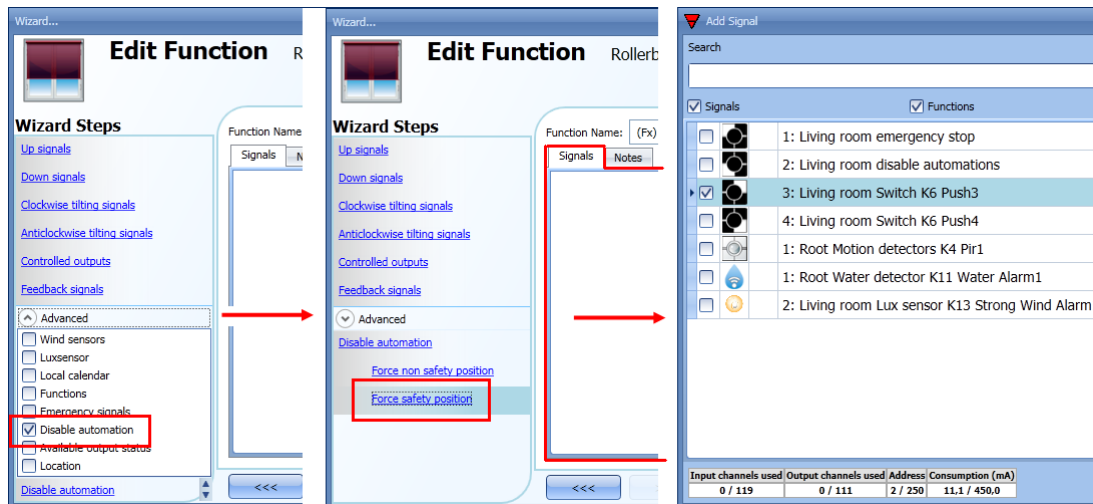 Wizard...
Edit Function R
Wizard Steps
Up signals
Down signals
Clockwise tilting signals
Anticlockwise tilting signals
Controlled outputs
Feedback signals
Advanced
Wind sensors
Luxsensor
Local calendar
Functions
Emergency signals
Disable automation
Available output status
Location
Disable automation
Function Name
Signals N
<<<
Wizard...
Edit Function Rollerb
Wizard Steps
Up signals
Down signals
Clockwise tilting signals
Anticlockwise tilting signals
Controlled outputs
Feedback signals
Advanced
Disable automation
Force non safety position
Force safety position
Function Name: (Fx)
Signals Notes
<<<
Add Signal
Search
Signals Functions
1: Living room emergency stop
2: Living room disable automations
3: Living room Switch K6 Push3
4: Living room Switch K6 Push4
1: Root Motion detectors K4 Pir1
1: Root Water detector K11 Water Alarm1
2: Living room Lux sensor K13 Strong Wind Alarm
Input channels used Output channels used Address Consumption (mA)
0 / 119 0 / 111 2 / 250 11,1 / 450,0